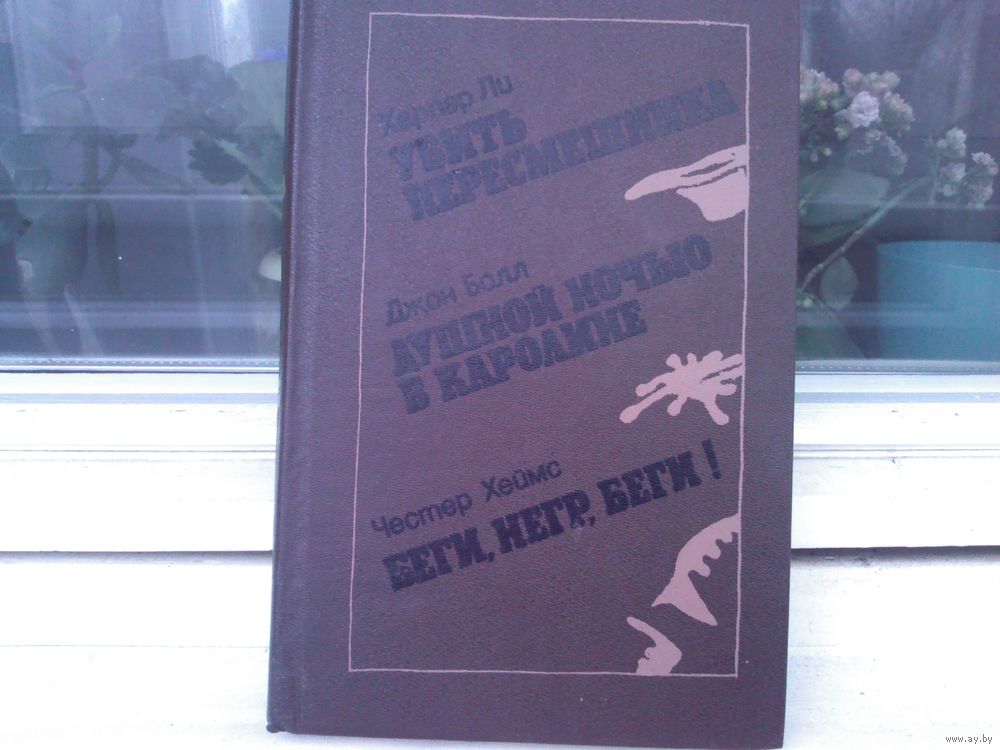 Харпер Ли
УБИТЬ
ПЕРЕСМЕШНИКА
Джон Болл
ДУШНОЙ НОЧЬЮ
В КАРОЛИНЕ
Честер Хеймс
БЕГИ, НЕГР, БЕГИ!
www.ay.by